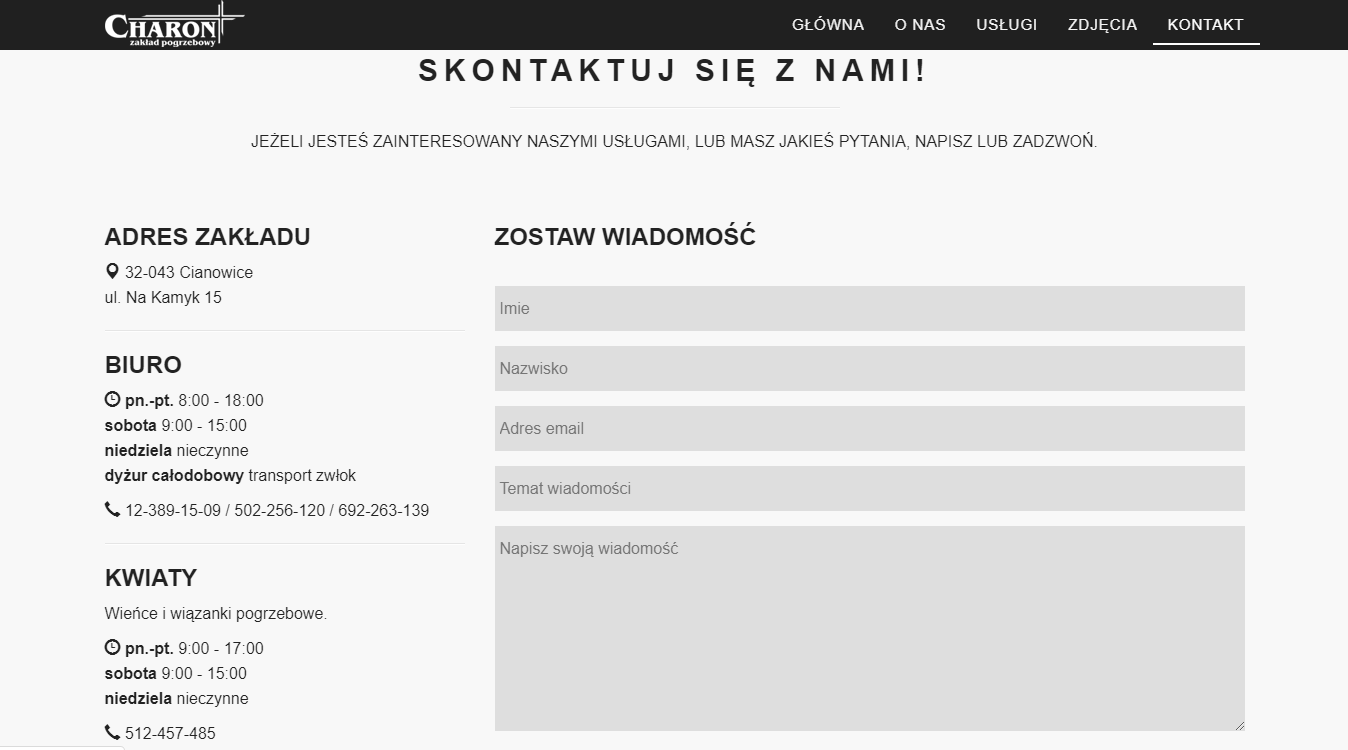 CHARON
zakład pogrzebowy
GŁÓWNA O NAS USŁUGI ZDJĘCIA KONTAKT
SKONTAKTUJ SIĘ Z NAMI!
JEŻELI JESTEŚ ZAINTERESOWANY NASZYMI USŁUGAMI, LUB MASZ JAKIEŚ PYTANIA, NAPISZ LUB ZADZWOŃ.
ADRES ZAKŁADU
32-043 Cianowice
ul. Na Kamyk 15
BIURO
pn.-pt. 8:00 - 18:00
sobota 9:00 - 15:00
niedziela nieczynne
dyżur całodobowy transport zwłok
12-389-15-09 / 502-256-120 / 692-263-139
KWIATY
Wieńce i wiązanki pogrzebowe.
pn.-pt. 9:00 - 17:00
sobota 9:00 - 15:00
niedziela nieczynne
512-457-485
ZOSTAW WIADOMOŚĆ
Imie
Nazwisko
Adres email
Temat wiadomości
Napisz swoją wiadomość